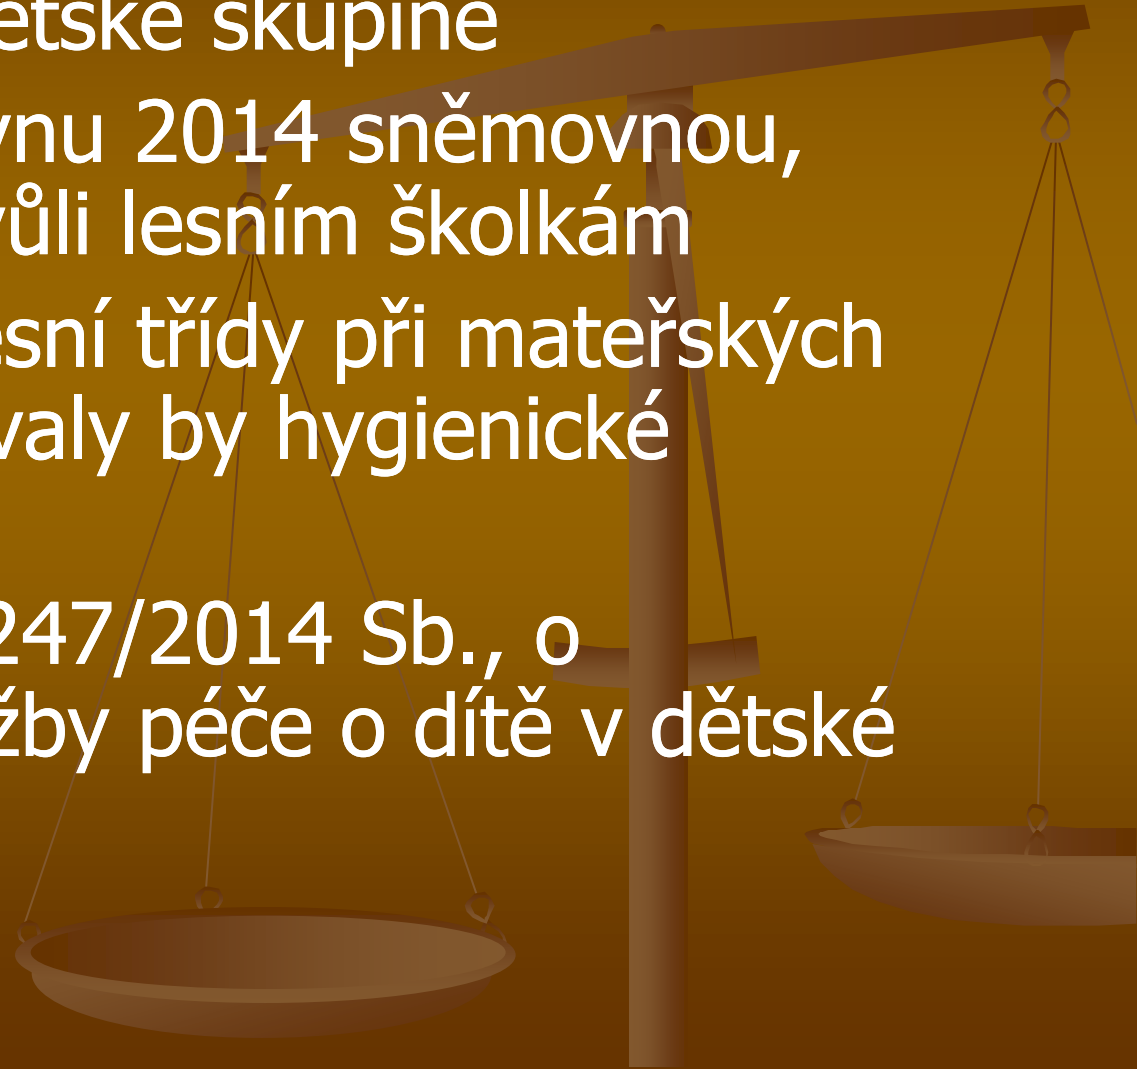 ětské skupině
ynu 2014 sněmovnou,
vůli lesním školkám
esní třídy při mateřských
valy by hygienické
247/2014 Sb., o
žby péče o dítě v dětské